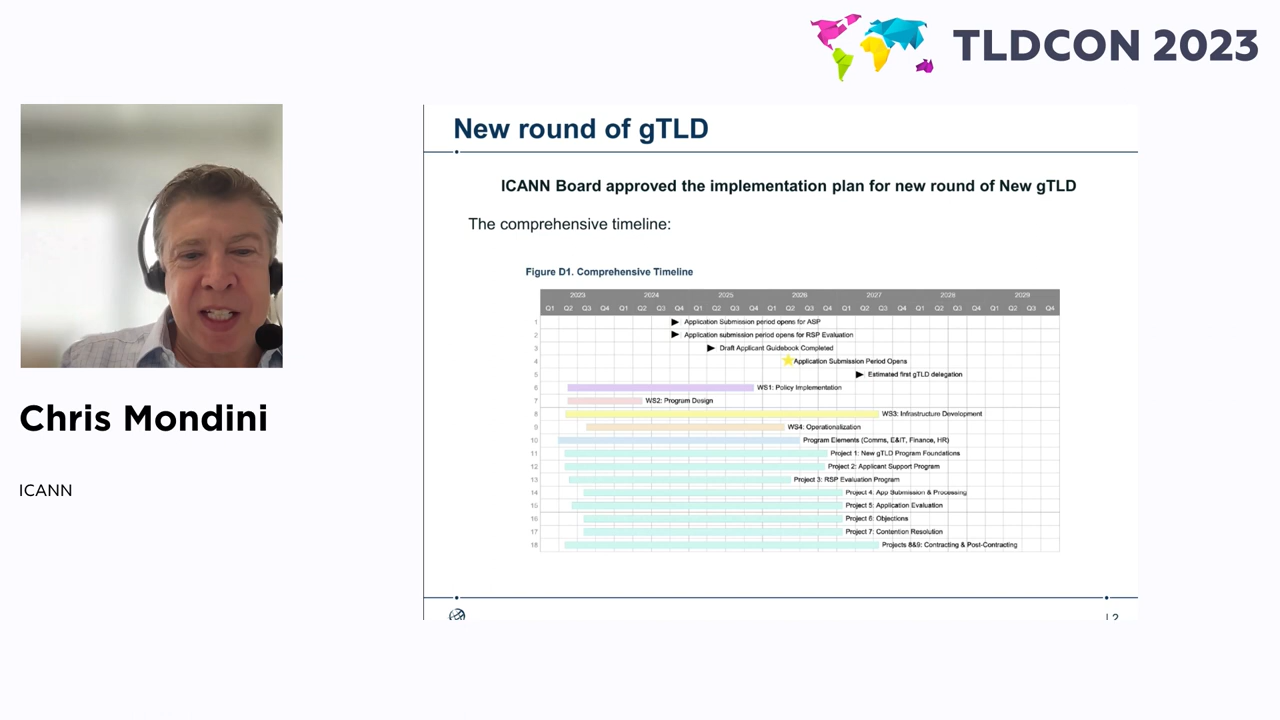 TLDCON 2023
Chris Mondini
ICANN
New round of gTLD
ICANN Board approved the implementation plan for new round of New gTLD
The comprehensive timeline:
Figure D1. Comprehensive Timeline
2023 2024 2025 2026 2027 2028 2029
Q1 Q2 Q3 Q4 Q1 Q2 Q3 Q4 Q1 Q2 Q3 Q4 Q1 Q2 Q3 Q4 Q1 Q2 Q3 Q4 Q1 Q2 Q3 Q4 Q1 Q2 Q3 Q4
1 Application Submission period opens for ASP
2 Application submission period opens for RSP Evaluation
3 Draft Applicant Guidebook Completed
4 Application Submission Period Opens
5 Estimated first gTLD delegation
6 WS1: Policy Implementation
7 WS2: Program Design
8 WS3: Infrastructure Development
9 WS4: Operationalization
10 Program Elements (Comms, E&IT, Finance, HR)
11 Project 1: New gTLD Program Foundations
12 Project 2: Applicant Support Program
13 Project 3: RSP Evaluation Program
14 Project 4: App Submission & Processing
15 Project 5: Application Evaluation
16 Project 6: Objections
17 Project 7: Contention Resolution
18 Projects 8&9: Contracting & Post-Contracting
| 2